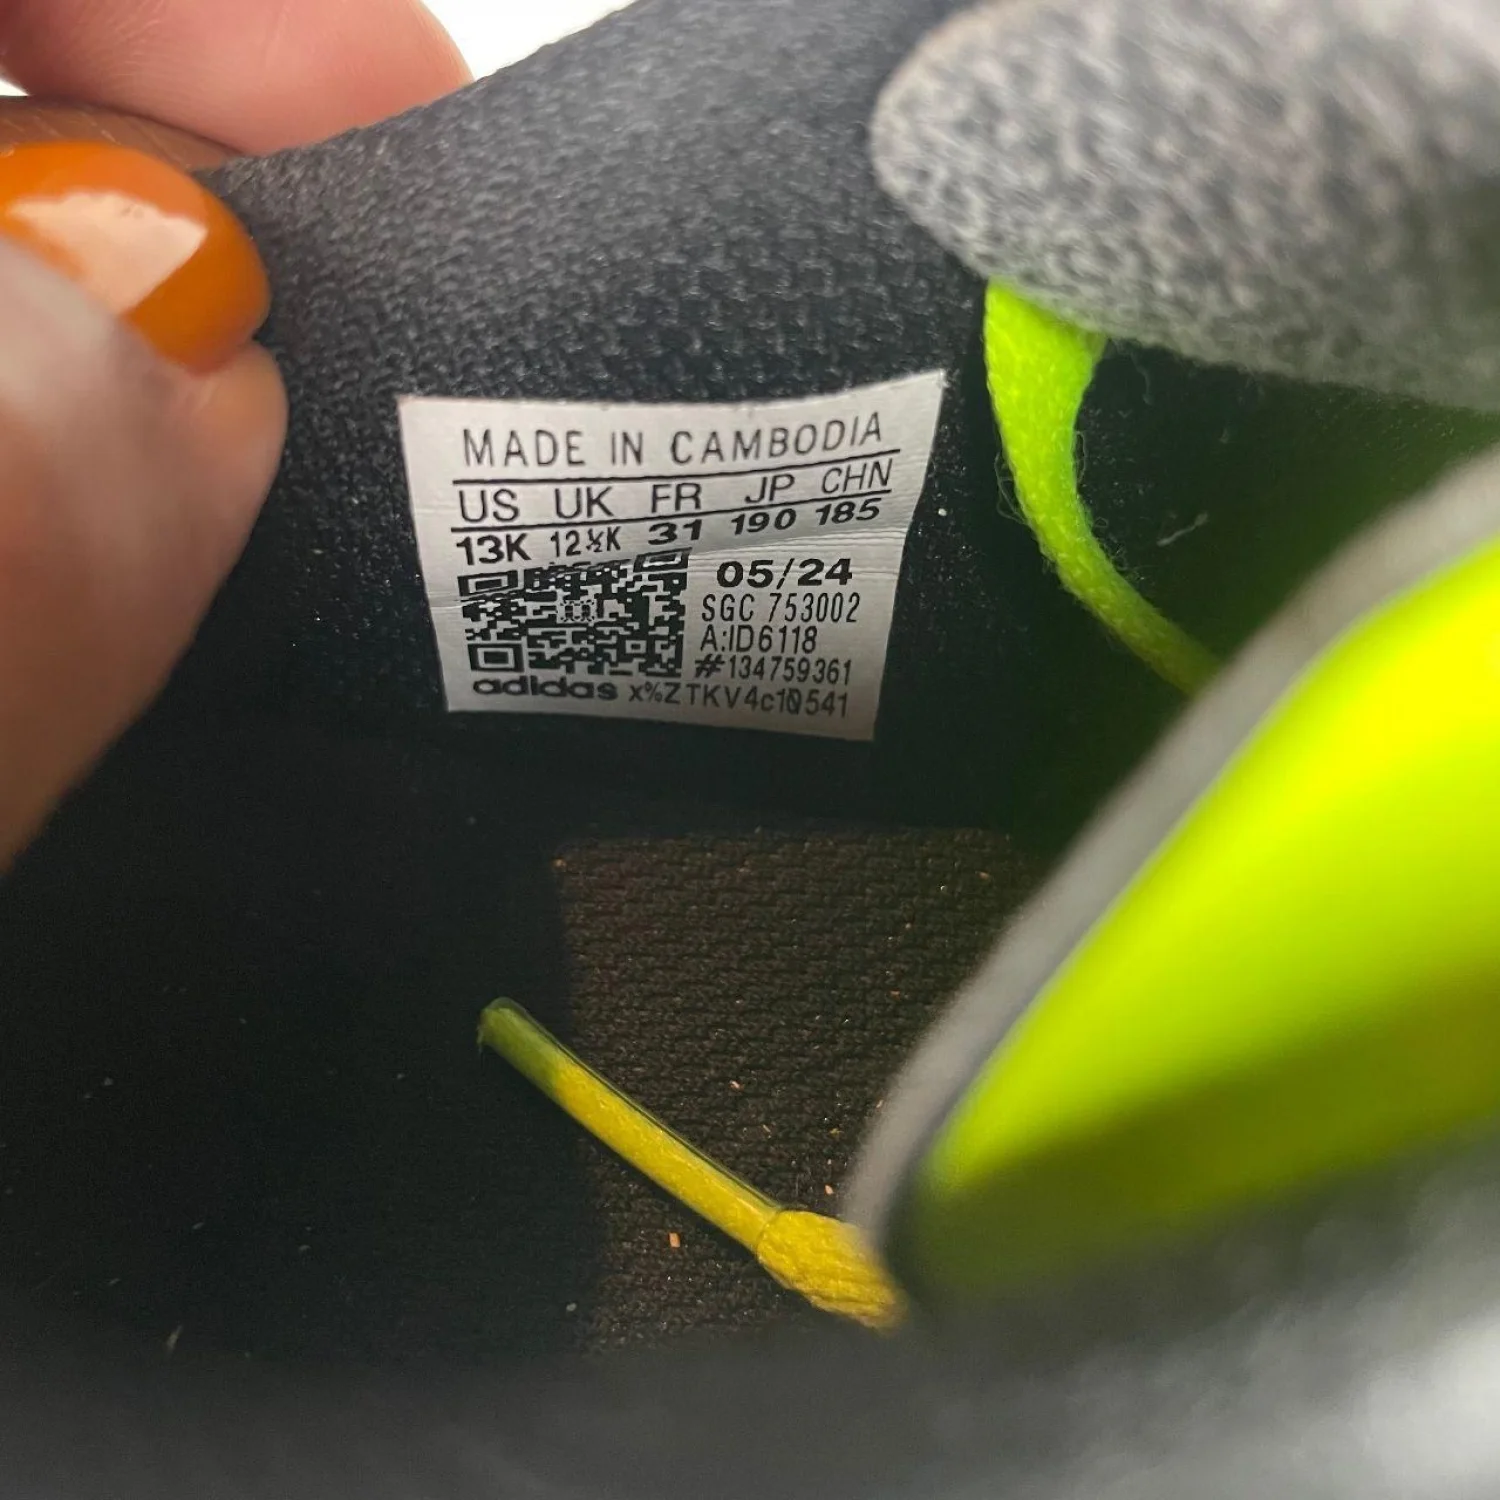 MADE IN CAMBODIA
US UK FR JP CHN
13K 12½K 31 190 185
05/24
SGC 753002
A:ID6118
#134759361
adidas x%ZTKV4c1Q541